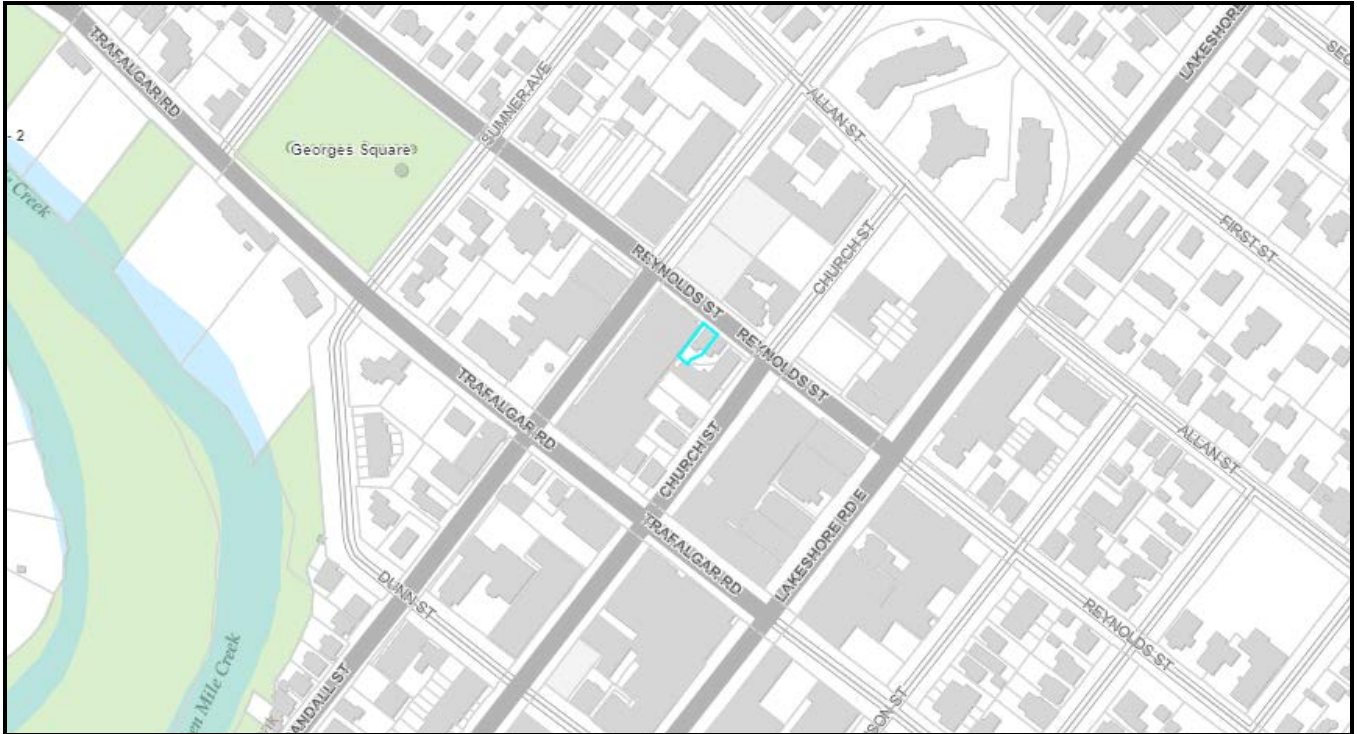 TRAFALGAR RD
LAKESHORE
SUMNER AVE
ALLAN ST
- 2
Georges Square
Creek
CHURCH ST
FIRST ST
REYNOLDS ST
REYNOLDS ST
TRAFALGAR RD
CHURCH ST
ALLAN ST
LAKESHORE RD E
TRAFALGAR RD
DUNN ST
REYNOLDS ST
en Mile Creek
ANDALL ST
SON ST